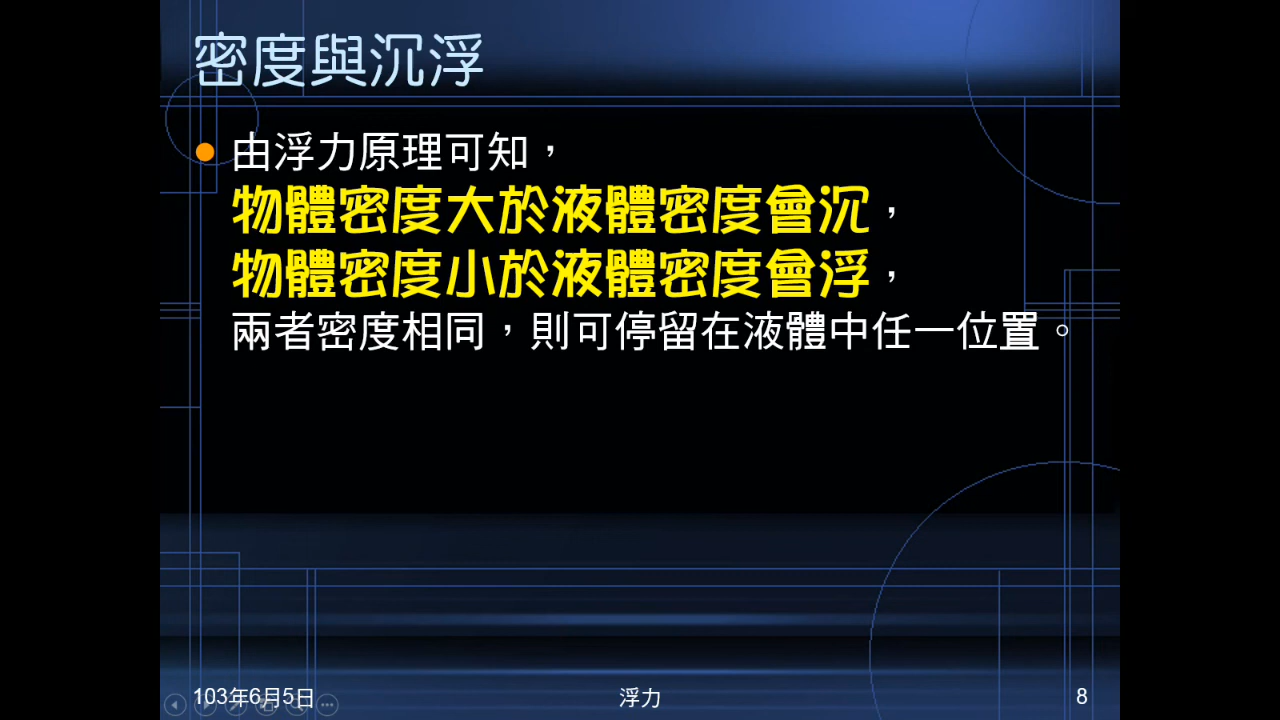 密度與沉浮
由浮力原理可知，
物體密度大於液體密度會沉，
物體密度小於液體密度會浮，
兩者密度相同，則可停留在液體中任一位置。
103年6月5日
浮力
8